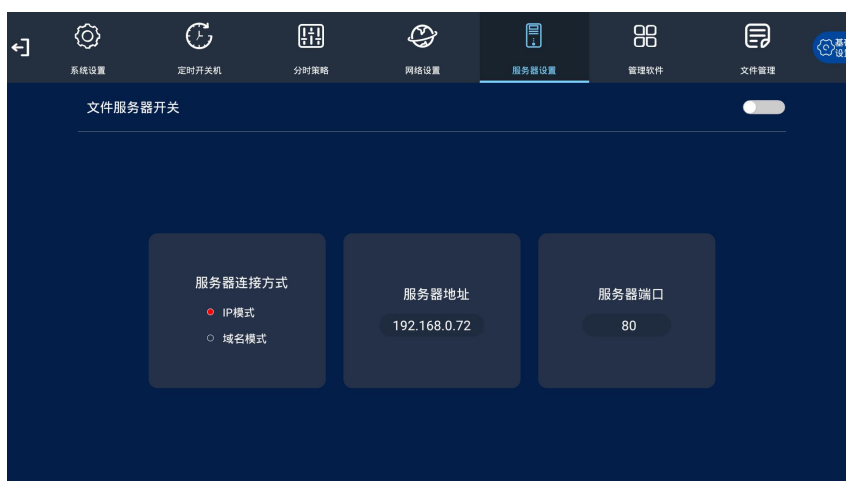 系统设置
定时开关机
分时策略
网络设置
服务器设置
管理软件
文件管理
文件服务器开关
服务器连接方式
IP模式
域名模式
服务器地址
192.168.0.72
服务器端口
80